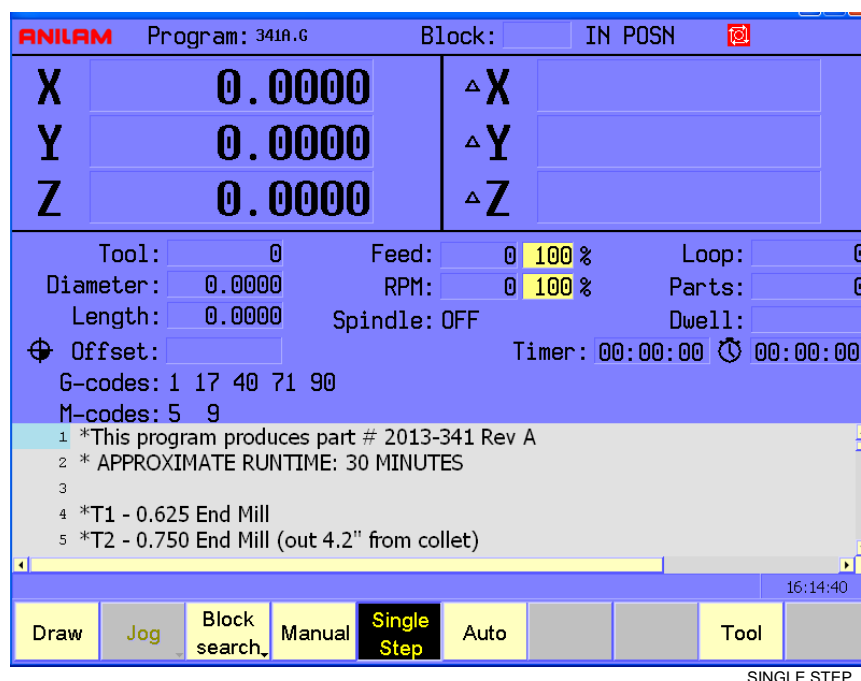 ANILAM Program: 341A.G Block: IN POSN
X 0.0000 △X
Y 0.0000 △Y
Z 0.0000 △Z
Tool: 0 Feed: 0 100 % Loop: 0
Diameter: 0.0000 RPM: 0 100 % Parts: 0
Length: 0.0000 Spindle: OFF Dwell:
Offset: Timer: 00:00:00 00:00:00
G-codes: 1 17 40 71 90
M-codes: 5 9
1 *This program produces part # 2013-341 Rev A
2 * APPROXIMATE RUNTIME: 30 MINUTES
3
4 *T1 - 0.625 End Mill
5 *T2 - 0.750 End Mill (out 4.2" from collet)
16:14:40
Draw Jog Block search Manual Single Step Auto Tool
SINGLE STEP